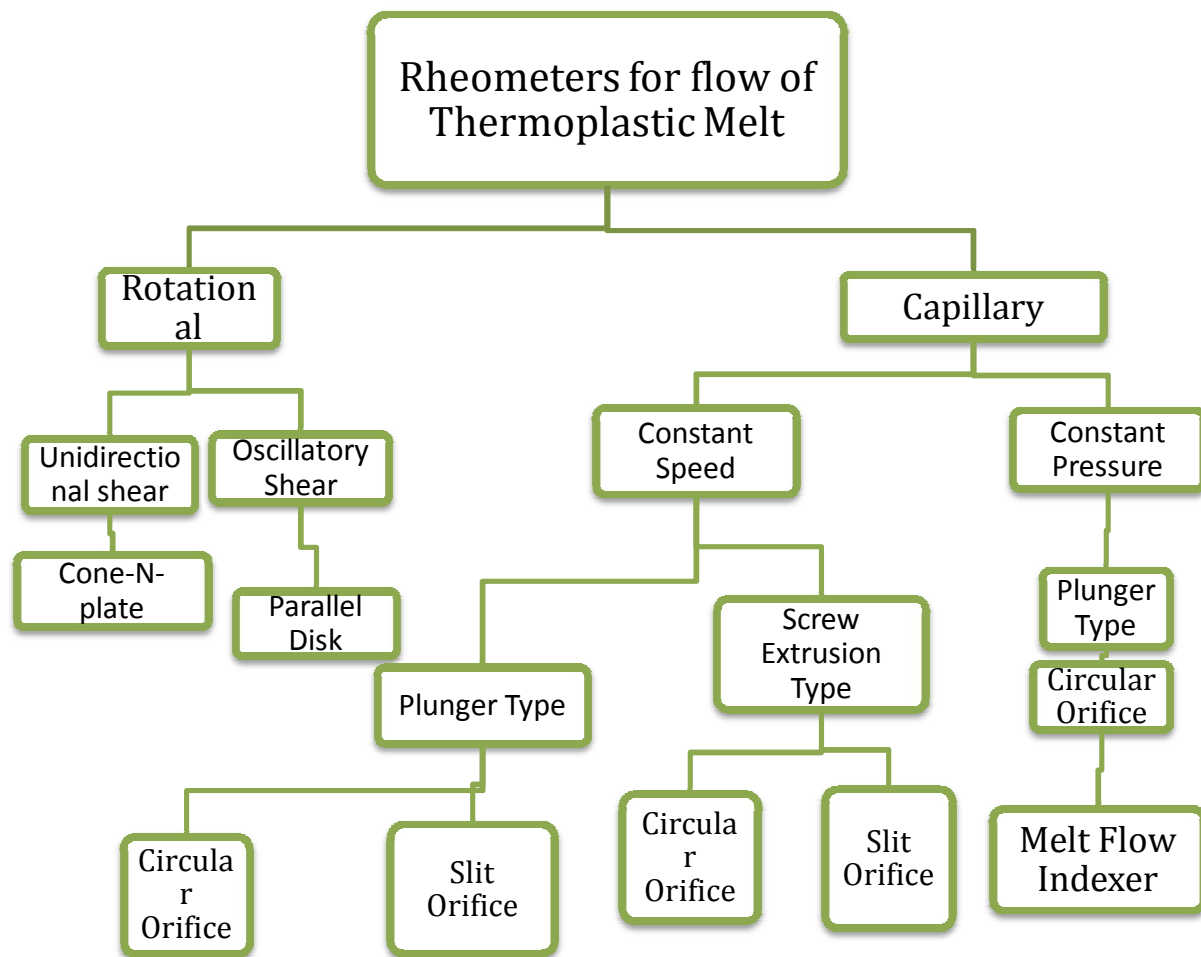 Rheometers for flow of
Thermoplastic Melt
Rotation
al
Capillary
Unidirectio
nal shear
Oscillatory
Shear
Constant
Speed
Constant
Pressure
Cone-N-
plate
Parallel
Disk
Plunger Type
Screw
Extrusion
Type
Plunger
Type
Circular
Orifice
Circula
r
Orifice
Slit
Orifice
Circula
r
Orifice
Slit
Orifice
Melt Flow
Indexer